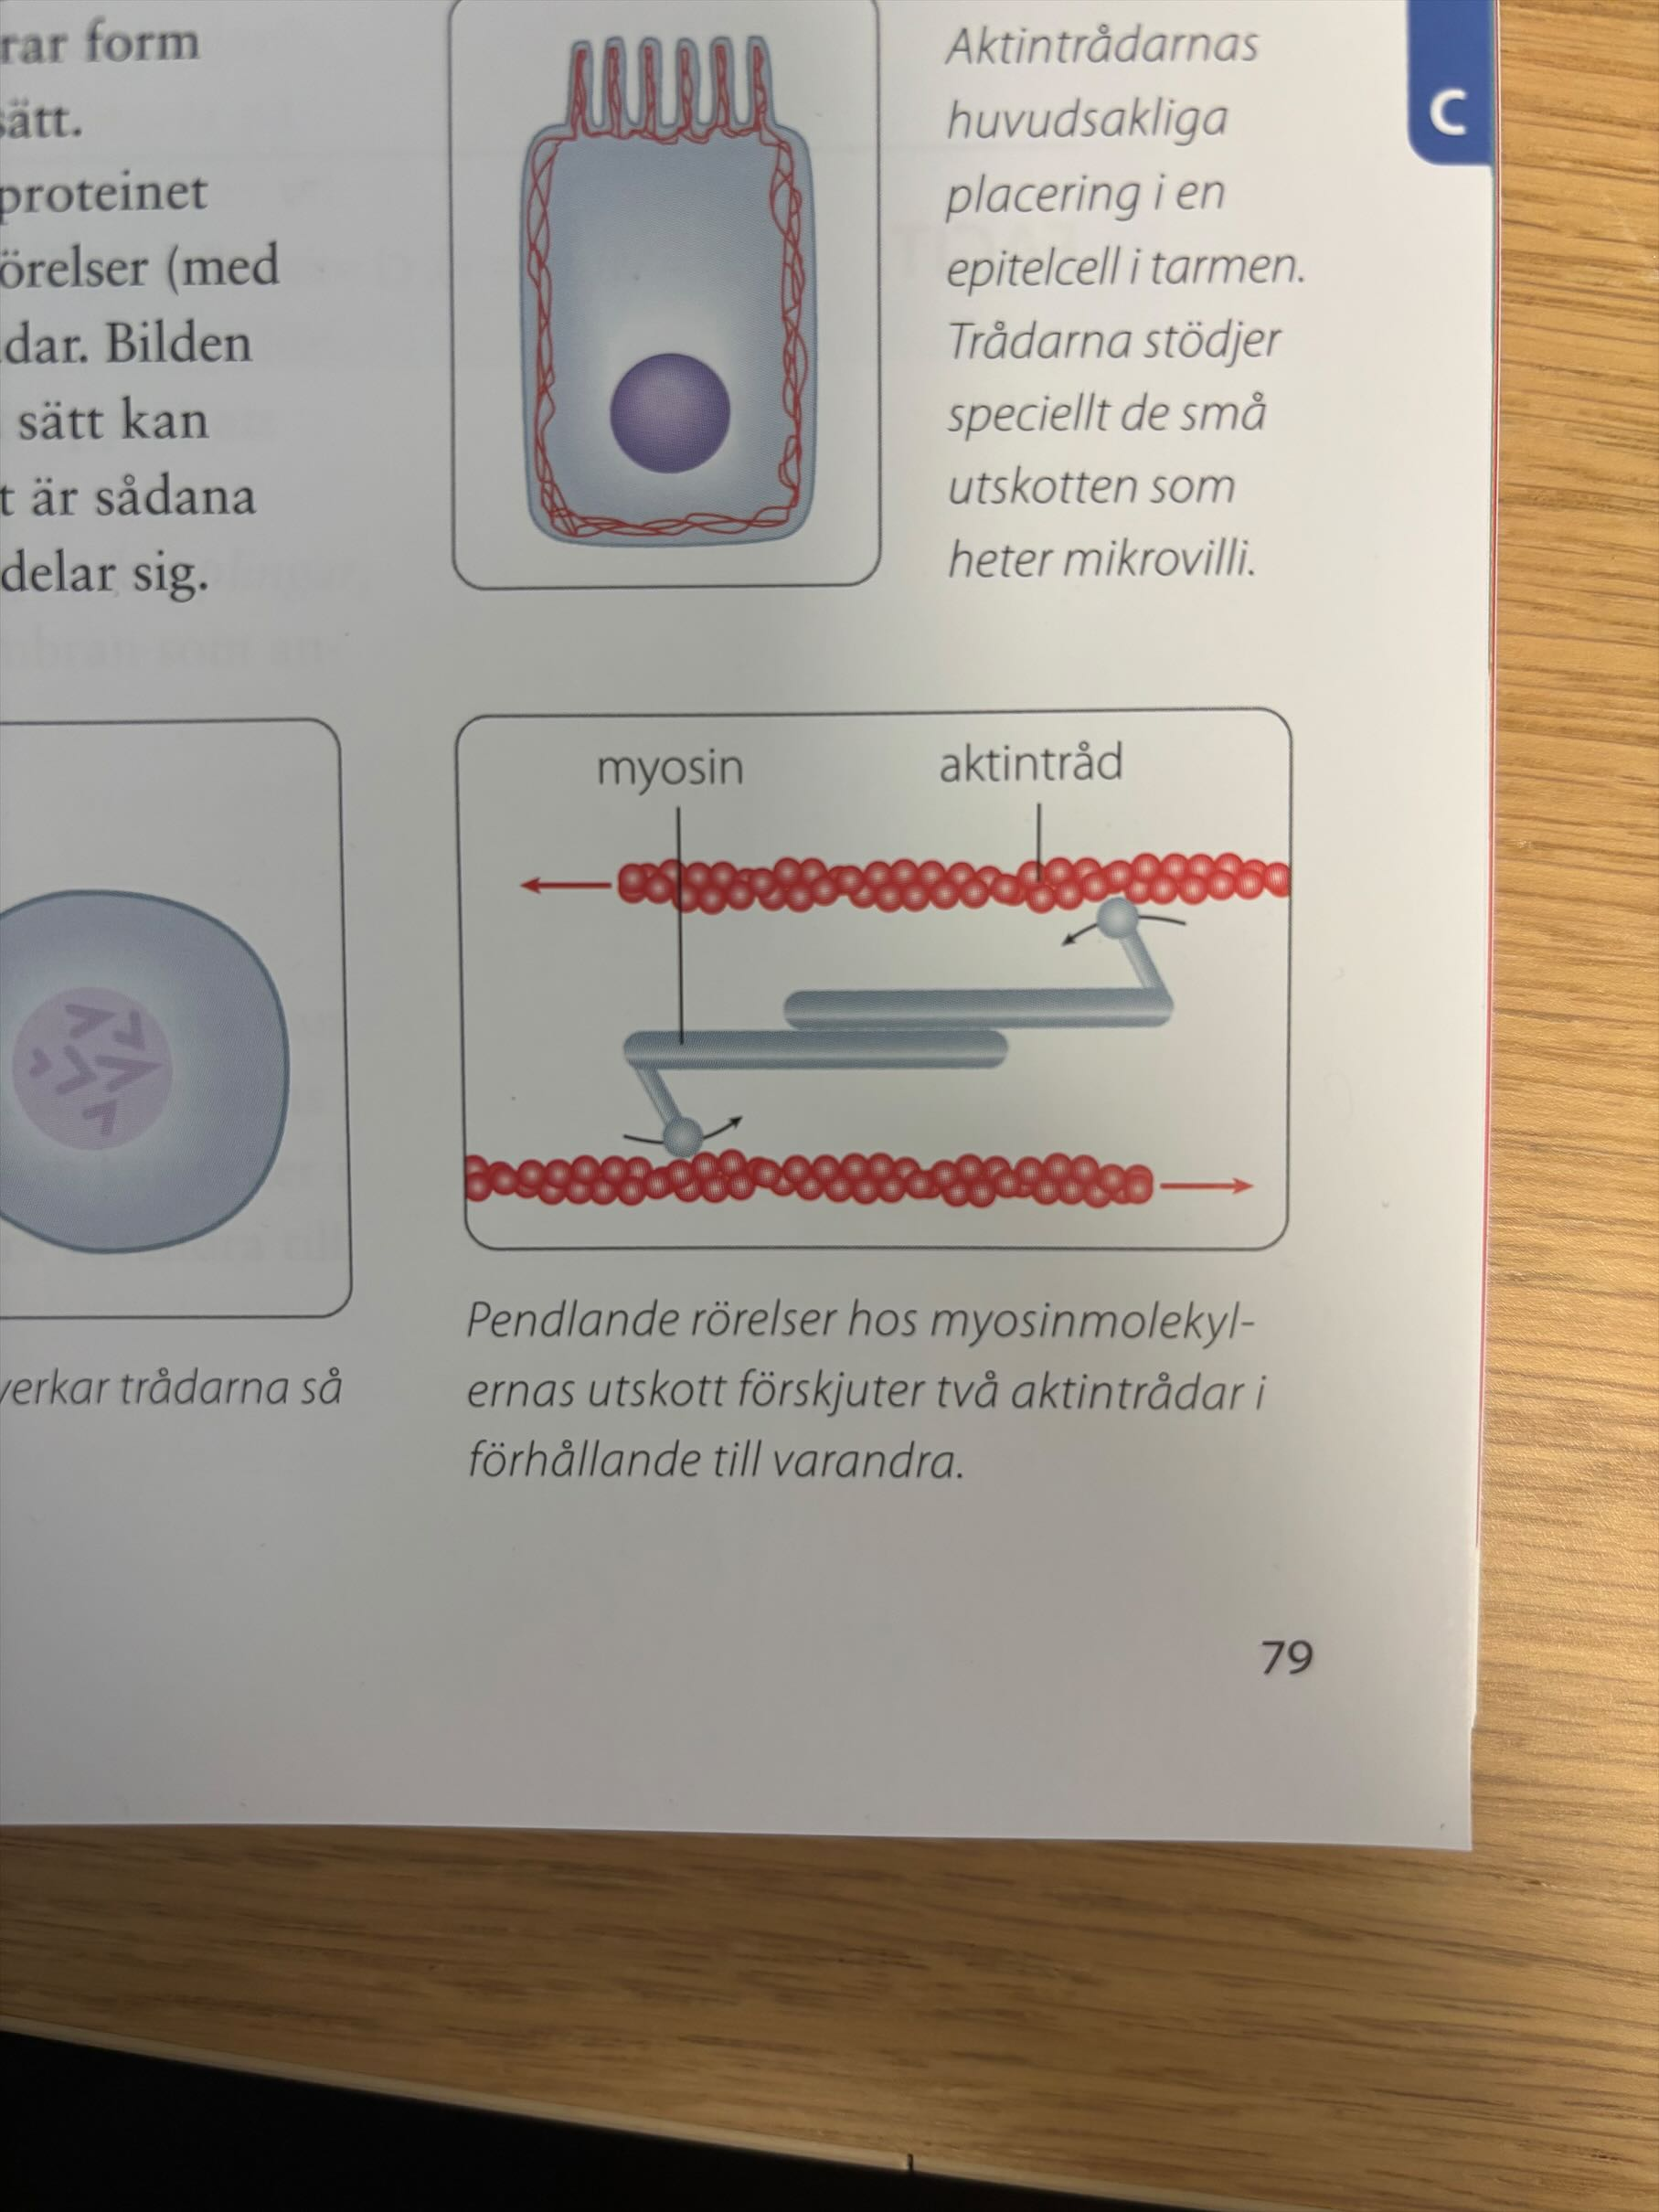 rar form
sätt.
proteinet
örelser (med
dar. Bilden
sätt kan
t är sådana
delar sig.
Aktintrådarnas
huvudsakliga
placering i en
epitelcell i tarmen.
Trådarna stödjer
speciellt de små
utskotten som
heter mikrovilli.
C
verkar trådarna så
myosin
aktintråd
Pendlande rörelser hos myosinmolekyl-
ernas utskott förskjuter två aktintrådar i
förhållande till varandra.
79